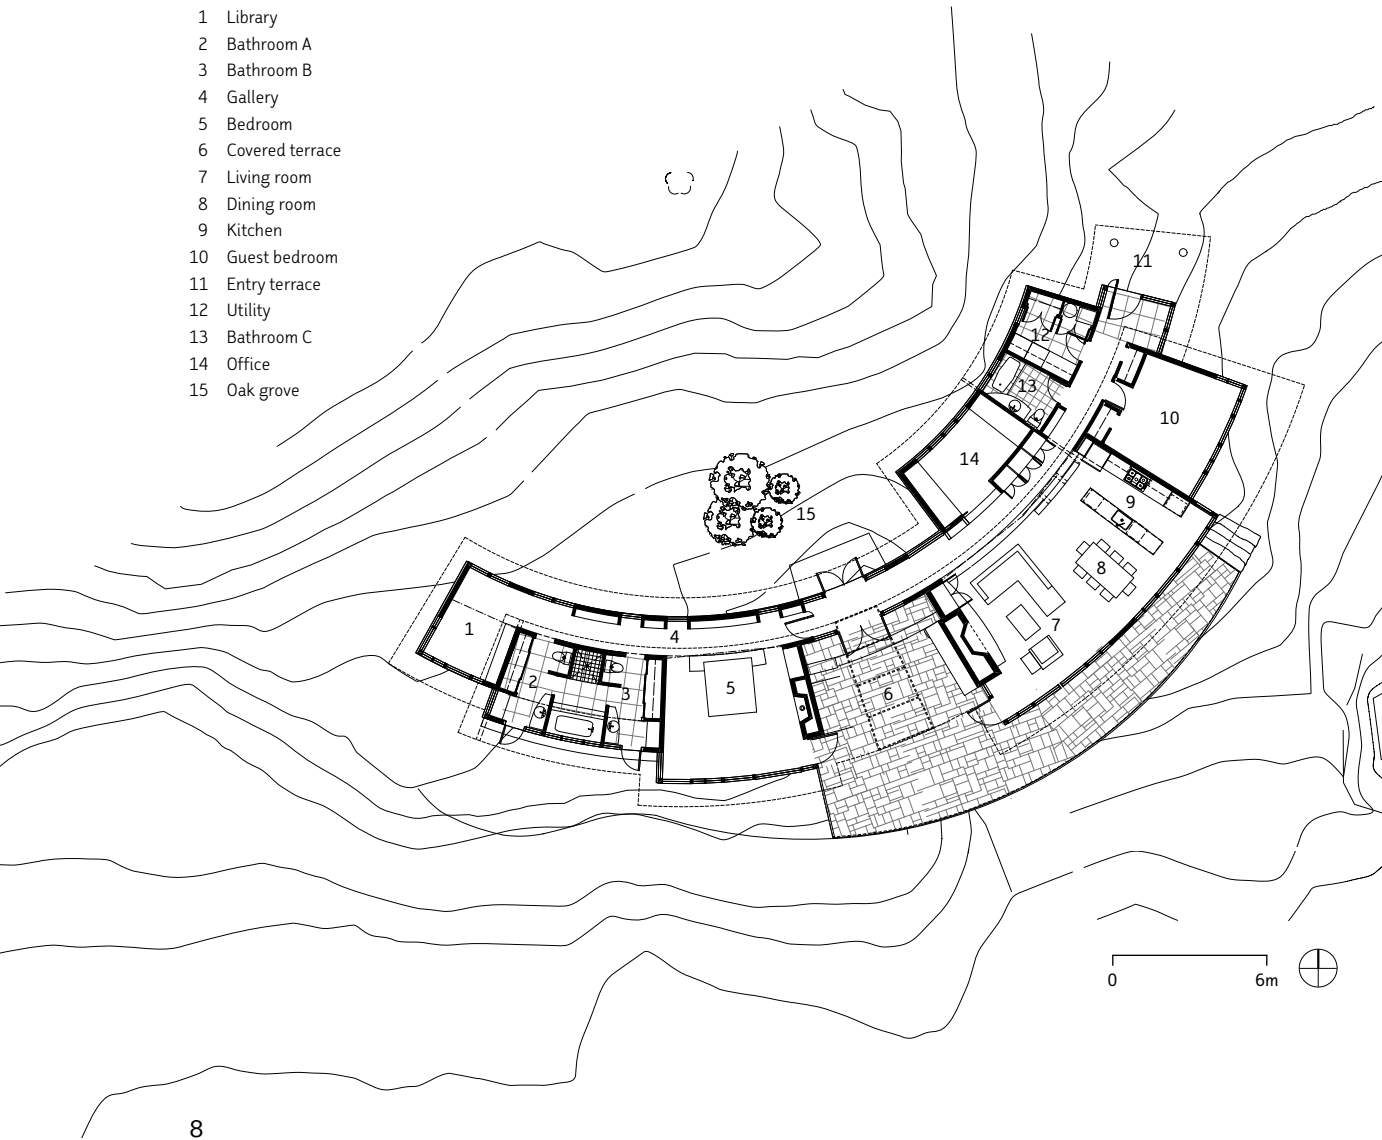 1 Library
2 Bathroom A
3 Bathroom B
4 Gallery
5 Bedroom
6 Covered terrace
7 Living room
8 Dining room
9 Kitchen
10 Guest bedroom
11 Entry terrace
12 Utility
13 Bathroom C
14 Office
15 Oak grove
11
12
13
10
14
9
15
8
7
1
4
2
3
5
6
0 6m
8